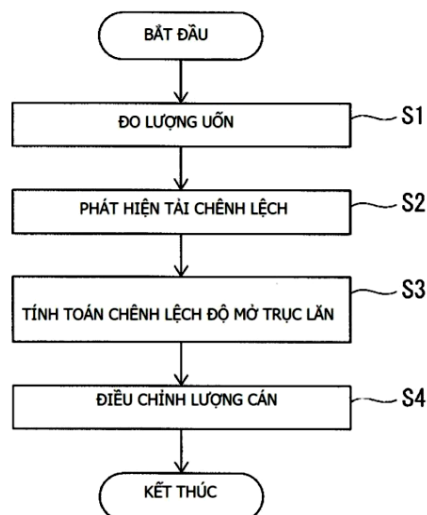 BẮT ĐẦU
ĐO LƯỢNG UỐN
S1
PHÁT HIỆN TẢI CHÊNH LỆCH
S2
TÍNH TOÁN CHÊNH LỆCH ĐỘ MỞ TRỤC LĂN
S3
ĐIỀU CHỈNH LƯỢNG CÁN
S4
KẾT THÚC